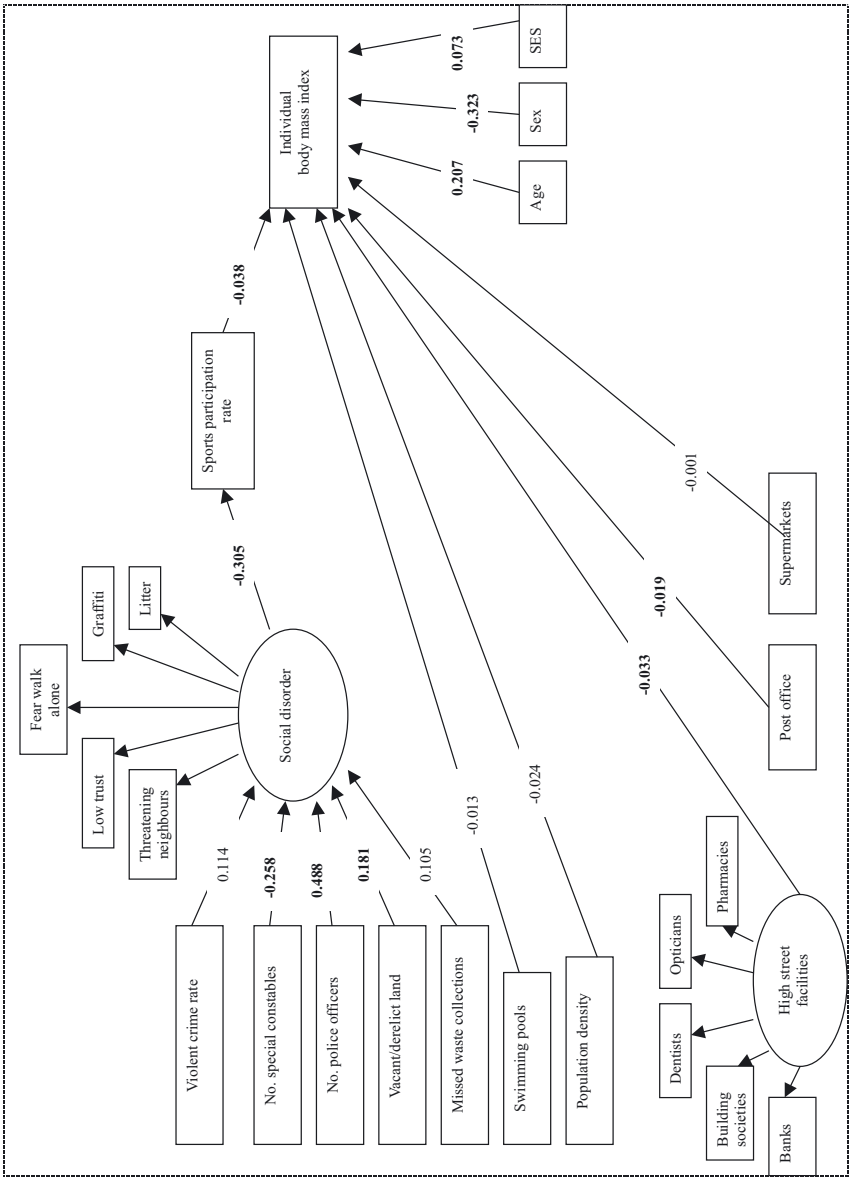 Fear walk
alone
Low trust
Graffiti
Threatening
neighbours
Litter
Violent crime rate
0.114
No. special constables
-0.258
No. police officers
0.488
Vacant/derelict land
0.181
Missed waste collections
0.105
Social disorder
-0.305
Sports participation
rate
-0.038
Individual
body mass index
Swimming pools
-0.013
Population density
-0.024
Age
0.207
Sex
-0.323
SES
0.073
Dentists
Opticians
Building
societies
Pharmacies
Banks
High street
facilities
-0.033
Post office
-0.019
Supermarkets
-0.001